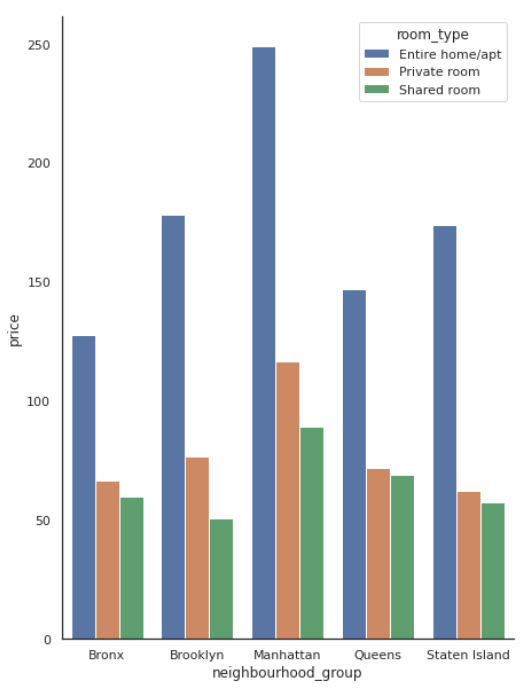 room_type
Entire home/apt
Private room
Shared room
250
200
150
100
50
0
price
Bronx Brooklyn Manhattan Queens Staten Island
neighbourhood_group